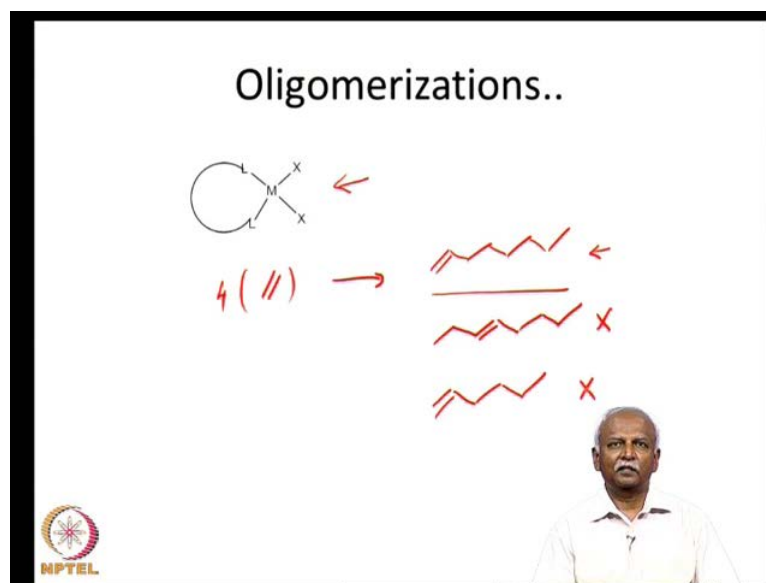 Oligomerizations..
L
X
M
L
X
4 ( // ) →
←
X
X
NPTEL